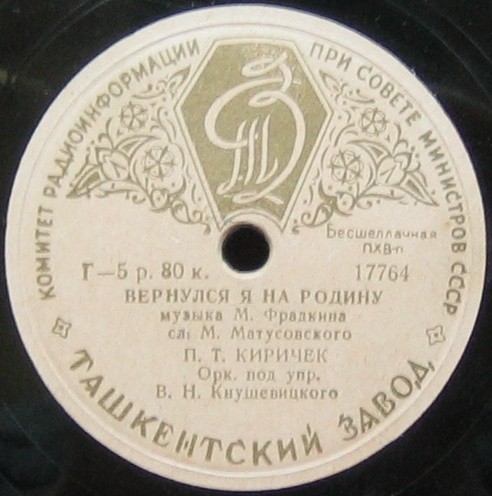 КОМИТЕТ РАДИОИНФОРМАЦИИ ПРИ СОВЕТЕ МИНИСТРОВ СССР
Бесшеллачная
ПХВ-п
Г—5 р. 80 к. 17764
ВЕРНУЛСЯ Я НА РОДИНУ
музыка М. Фрадкина
сл. М. Матусовского
П. Т. КИРИЧЕК
Орк. под упр.
В. Н. Кнушевицкого
ТАШКЕНТСКИЙ ЗАВОД